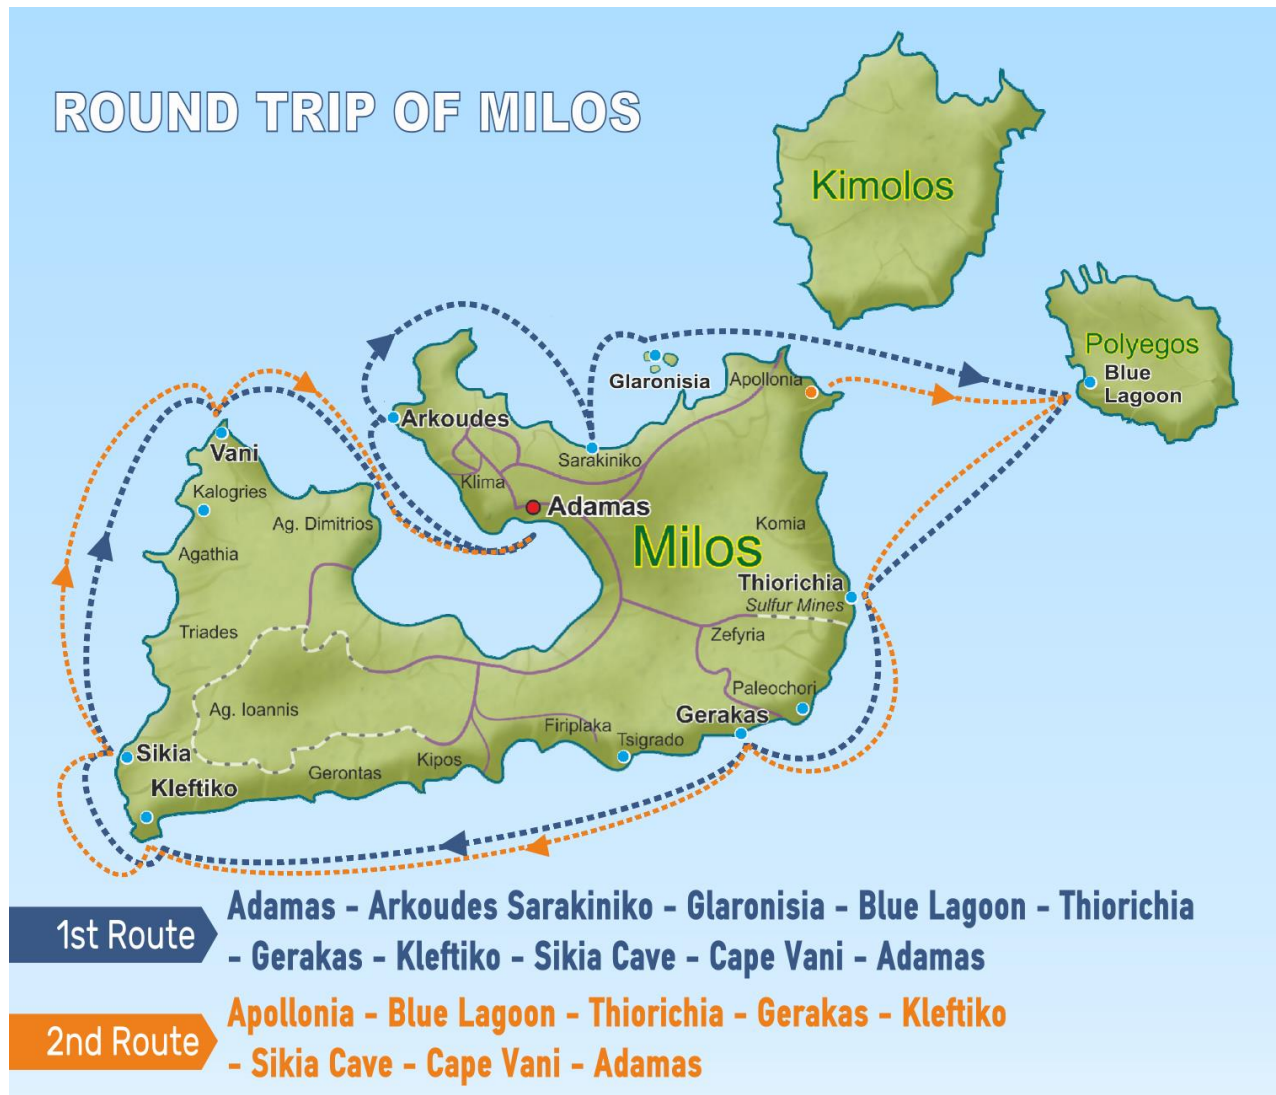 ROUND TRIP OF MILOS
Kimolos
Polyegos
Blue
Lagoon
Glaronisia
Apollonia
Arkoudes
Vani
Sarakiniko
Klima
Kalogries
Adamas
Ag. Dimitrios
Milos
Komia
Agathia
Thiorichia
Sulfur Mines
Triades
Zefyria
Paleochori
Ag. Ioannis
Gerakas
Firiplaka
Tsigrado
Sikia
Kipos
Gerontas
Kleftiko
1st Route
Adamas - Arkoudes Sarakiniko - Glaronisia - Blue Lagoon - Thiorichia
- Gerakas - Kleftiko - Sikia Cave - Cape Vani - Adamas
2nd Route
Apollonia - Blue Lagoon - Thiorichia - Gerakas - Kleftiko
- Sikia Cave - Cape Vani - Adamas